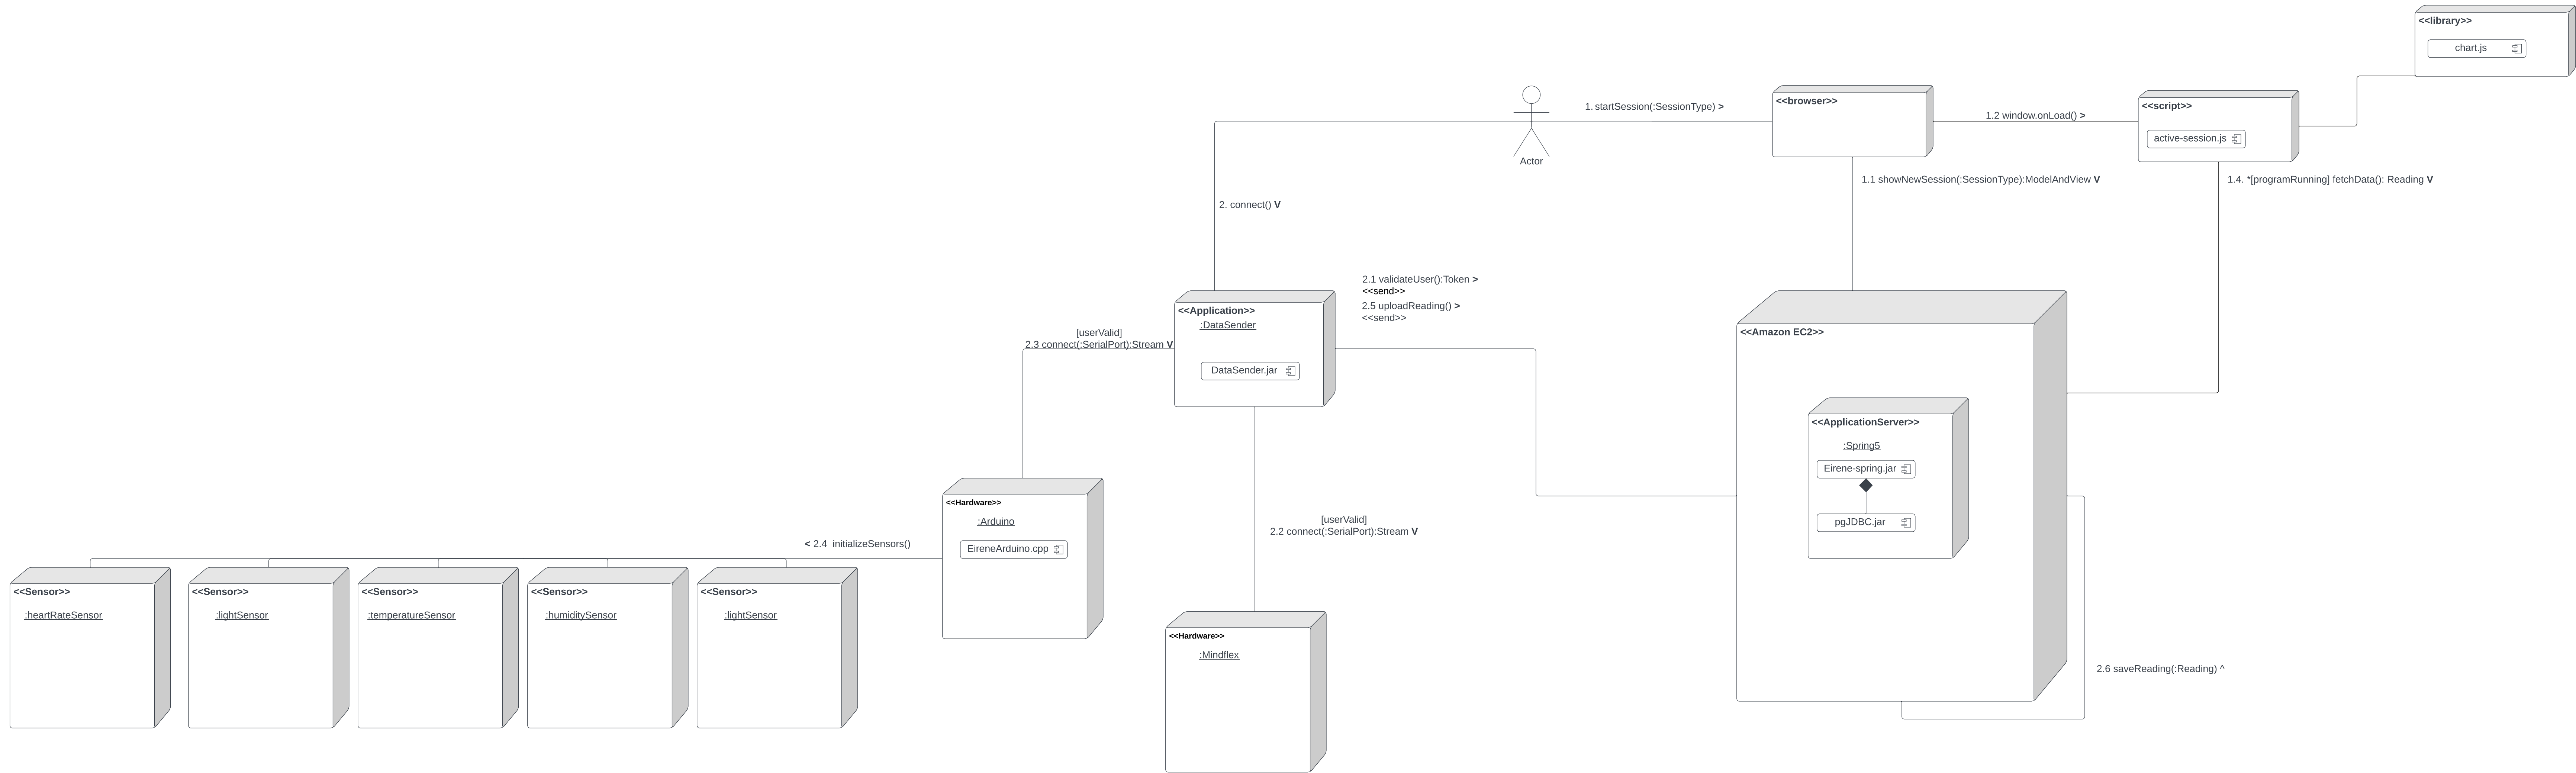 <<library>>
chart.js
<<browser>>
<<script>>
active-session.js
1. startSession(:SessionType) >
1.2 window.onLoad() >
Actor
1.1 showNewSession(:SessionType):ModelAndView V
1.4. *[programRunning] fetchData(): Reading V
2. connect() V
2.1 validateUser():Token >
<<send>>
2.5 uploadReading() >
<<send>>
<<Application>>
:DataSender
DataSender.jar
[userValid]
2.3 connect(:SerialPort):Stream V
<<Amazon EC2>>
<<ApplicationServer>>
:Spring5
Eirene-spring.jar
pgJDBC.jar
<<Hardware>>
:Arduino
EireneArduino.cpp
[userValid]
2.2 connect(:SerialPort):Stream V
< 2.4  initializeSensors()
<<Sensor>>
:heartRateSensor
<<Sensor>>
:lightSensor
<<Sensor>>
:temperatureSensor
<<Sensor>>
:humiditySensor
<<Sensor>>
:lightSensor
<<Hardware>>
:Mindflex
2.6 saveReading(:Reading) ^